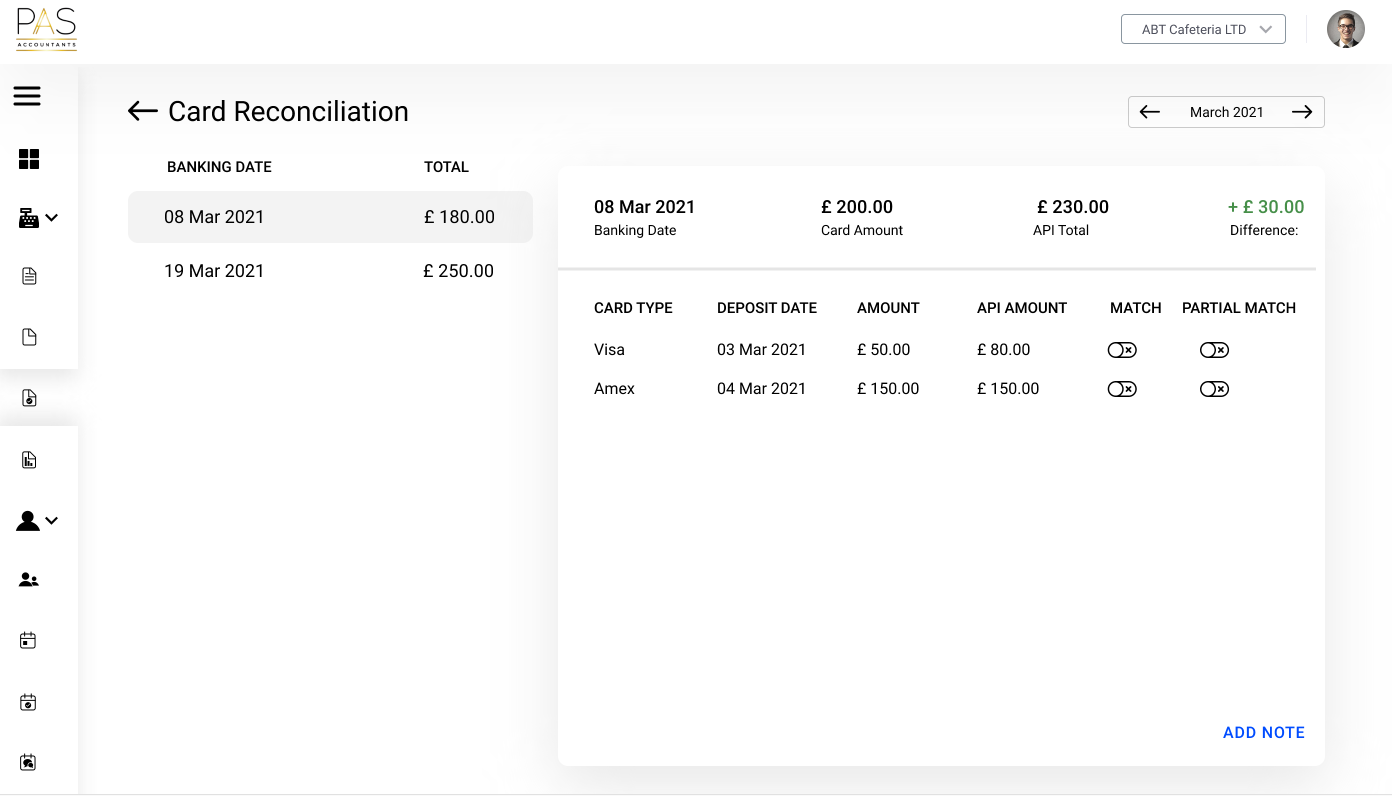 PAS
ACCOUNTANTS
ABT Cafeteria LTD
Card Reconciliation
March 2021
BANKING DATE TOTAL
08 Mar 2021 £ 180.00
19 Mar 2021 £ 250.00
08 Mar 2021 £ 200.00 £ 230.00 + £ 30.00
Banking Date Card Amount API Total Difference:
CARD TYPE DEPOSIT DATE AMOUNT API AMOUNT MATCH PARTIAL MATCH
Visa 03 Mar 2021 £ 50.00 £ 80.00
Amex 04 Mar 2021 £ 150.00 £ 150.00
ADD NOTE